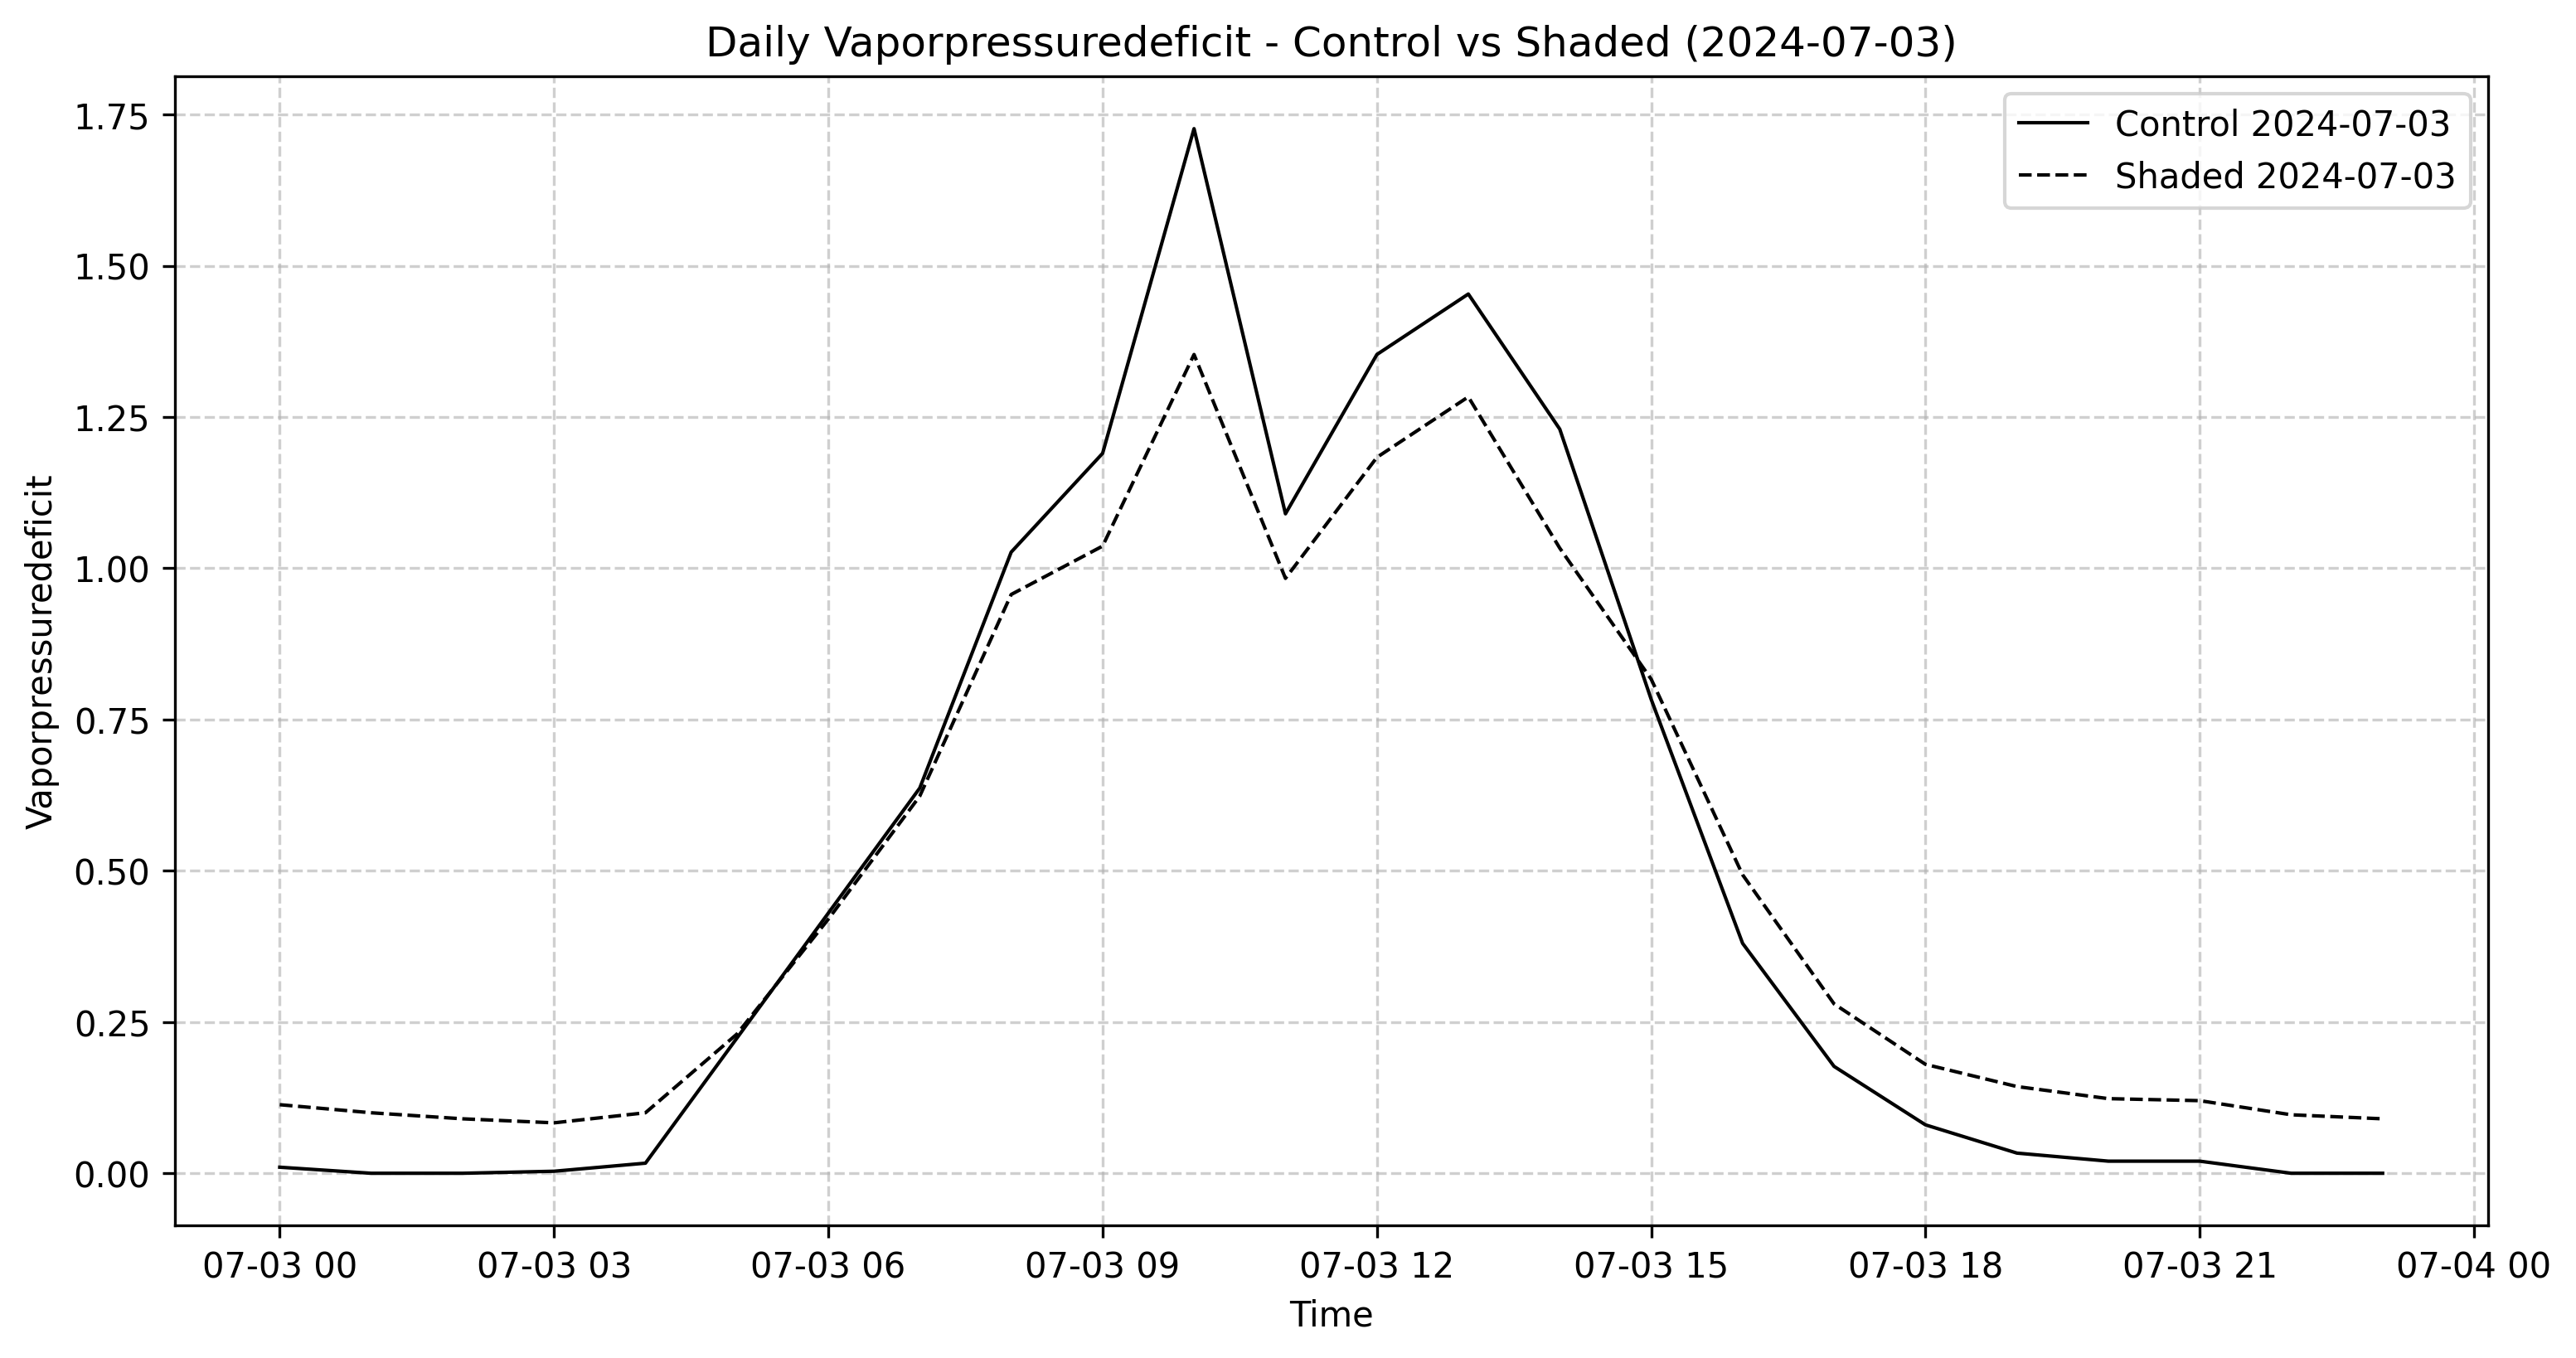 Daily Vaporpressuredeficit - Control vs Shaded (2024-07-03)
Control 2024-07-03
Shaded 2024-07-03
Vaporpressuredeficit
1.75
1.50
1.25
1.00
0.75
0.50
0.25
0.00
07-03 00 07-03 03 07-03 06 07-03 09 07-03 12 07-03 15 07-03 18 07-03 21 07-04 00
Time